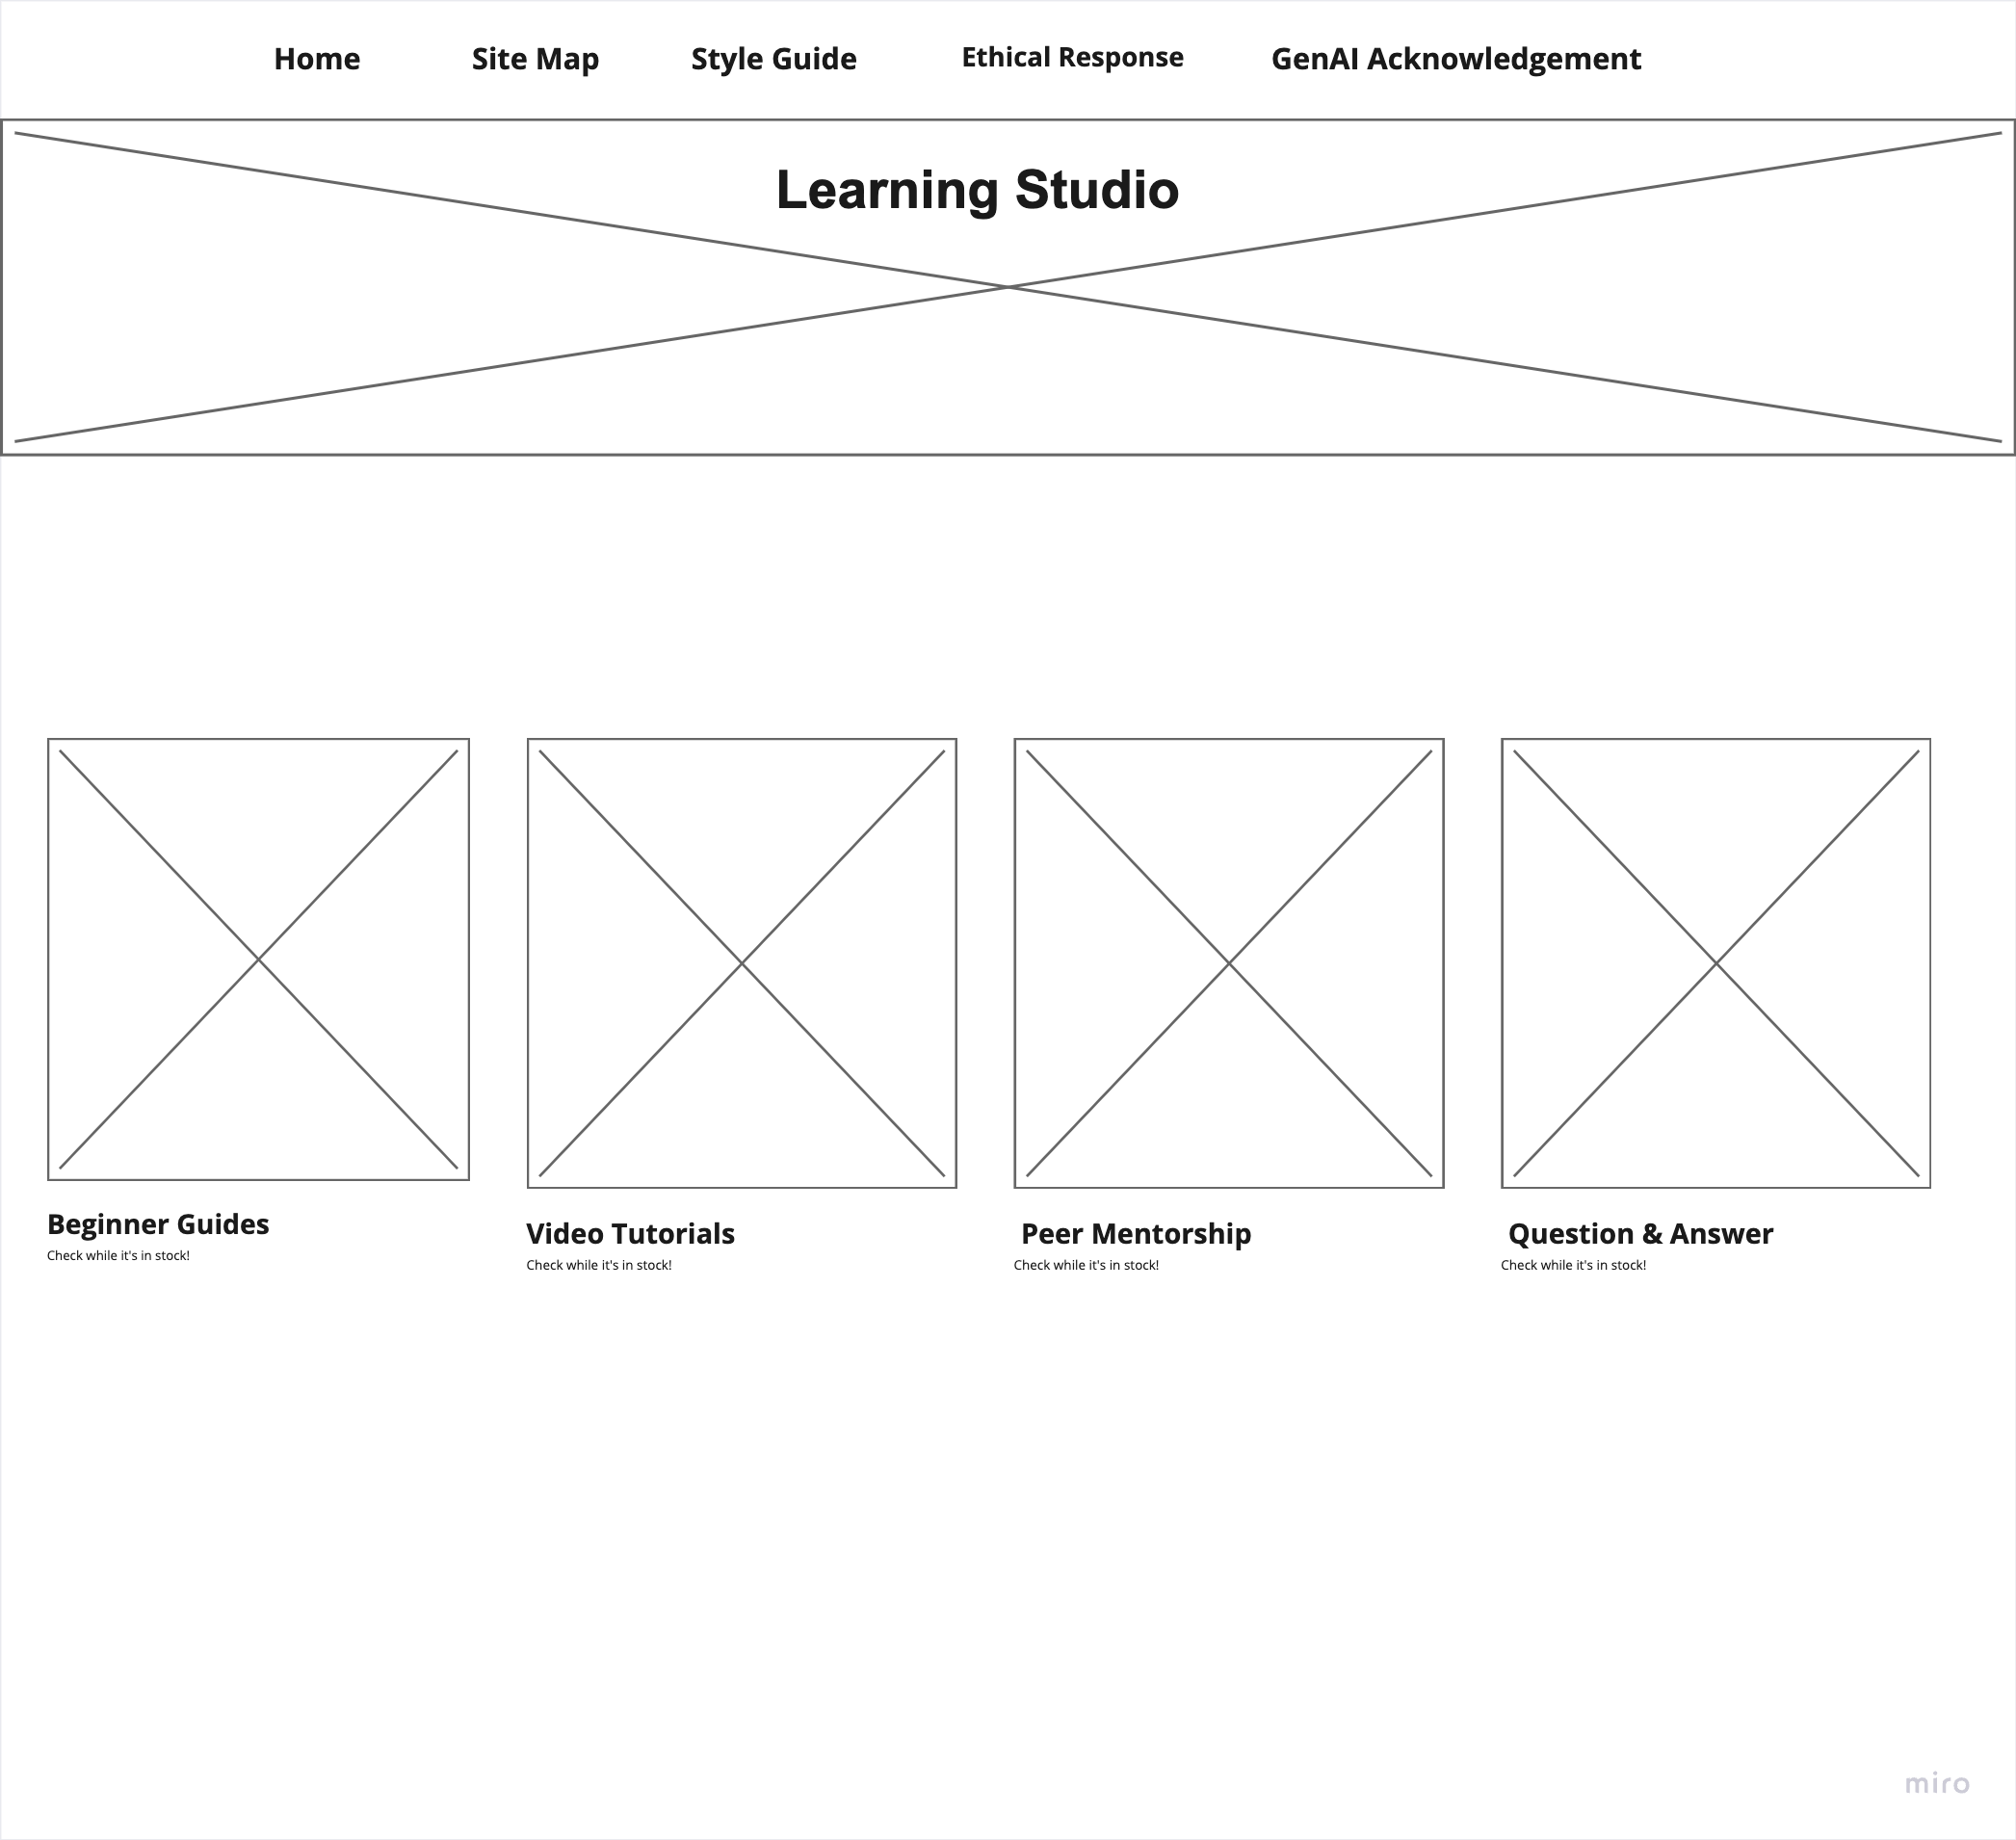 Home Site Map Style Guide Ethical Response GenAI Acknowledgement
Learning Studio
Beginner Guides
Check while it's in stock!
Video Tutorials
Check while it's in stock!
Peer Mentorship
Check while it's in stock!
Question & Answer
Check while it's in stock!
miro